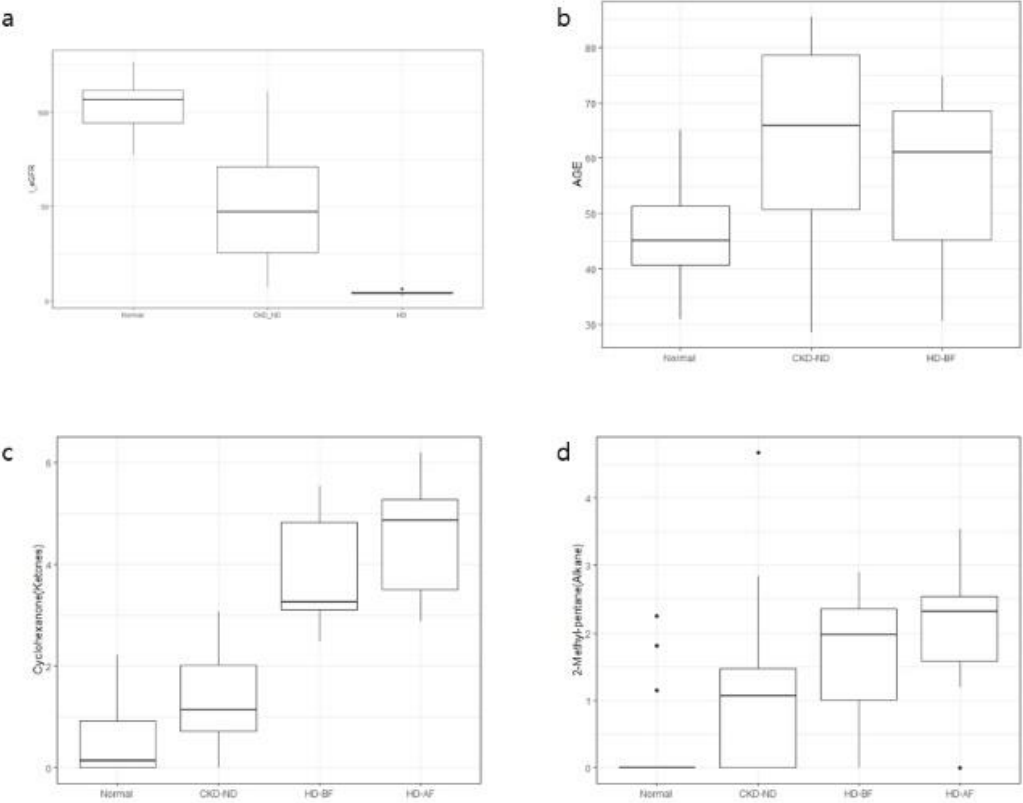 a
100
I_eGFR
50
0
Normal CKD_ND HD
b
80
70
60
AGE
50
40
30
Normal CKD-ND HD-BF
c
6
4
Cyclohexanone(Ketones)
2
0
Normal CKD-ND HD-BF HD-AF
d
4
3
2-Methyl-pentane(Alkane)
2
1
0
Normal CKD-ND HD-BF HD-AF